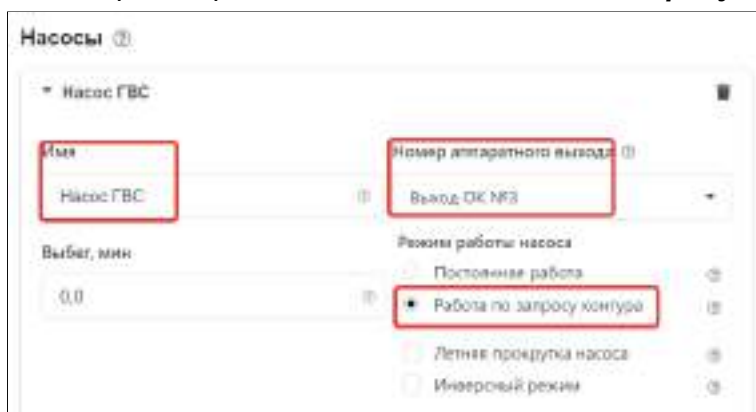 Насосы
Насос ГВС
Имя
Номер аппаратного выхода
Насос ГВС
Выход ОК №3
Выбег, мин
Режим работы насоса
Постоянная работа
0,0
Работа по запросу контура
Летняя прокрутка насоса
Инверсный режим